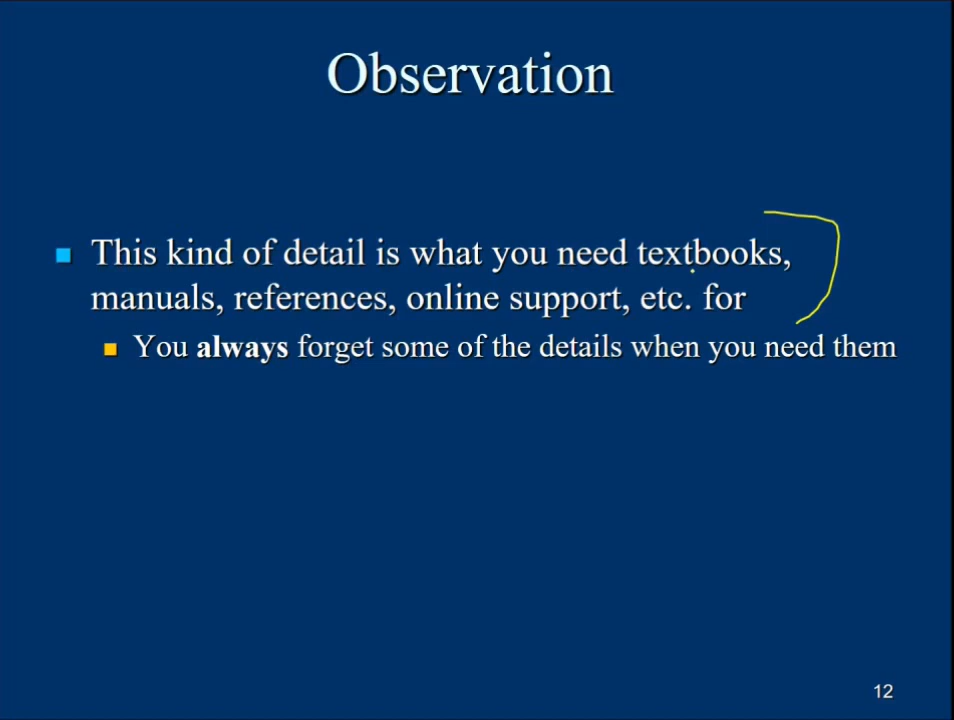 Observation
This kind of detail is what you need textbooks,
manuals, references, online support, etc. for
You always forget some of the details when you need them
12